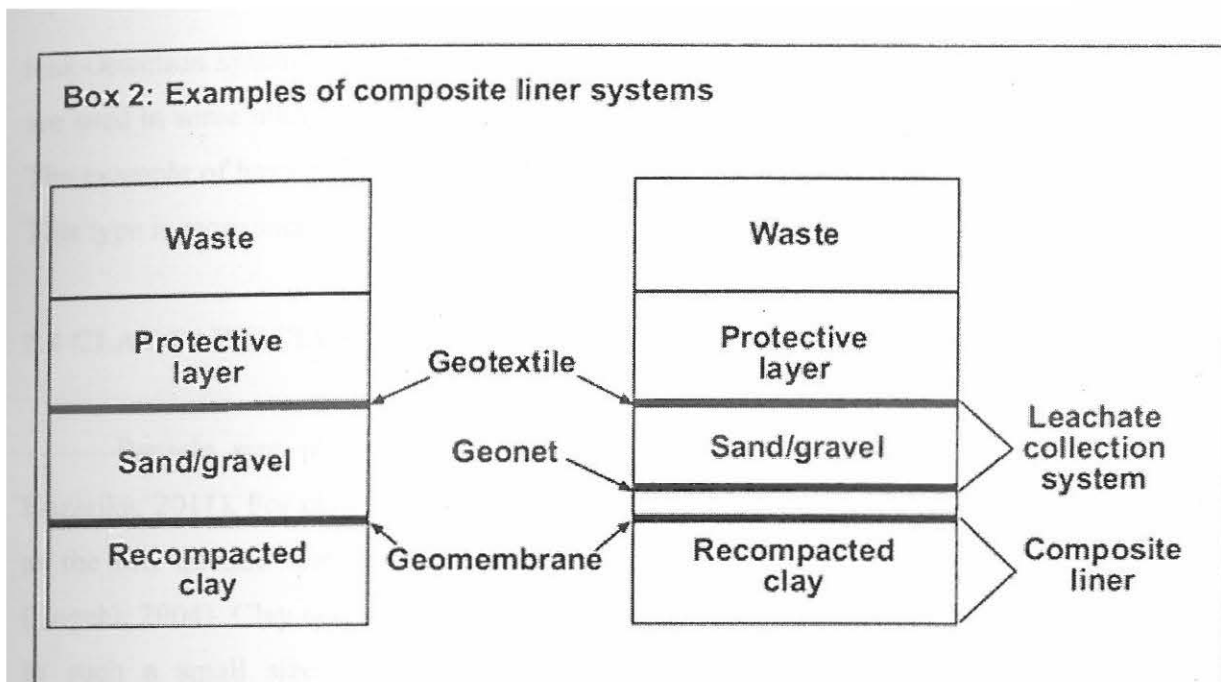 Box 2: Examples of composite liner systems
Waste
Waste
Protective
layer
Protective
layer
Geotextile
Sand/gravel
Geonet
Sand/gravel
Leachate
collection
system
Recompacted
clay
Geomembrane
Recompacted
clay
Composite
liner